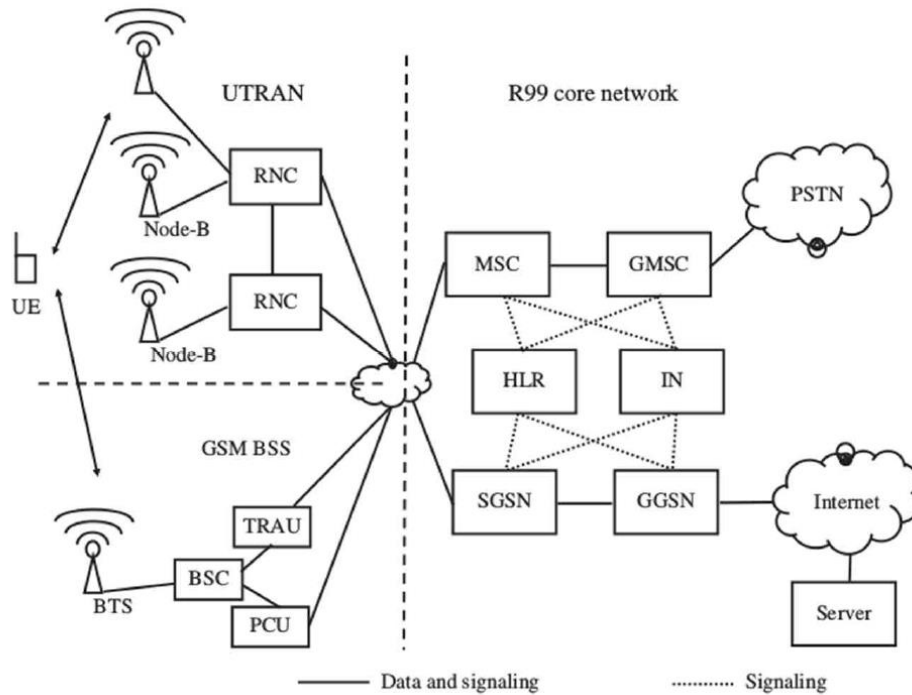 UTRAN
R99 core network
RNC
PSTN
Node-B
MSC
GMSC
UE
RNC
Node-B
HLR
IN
GSM BSS
SGSN
GGSN
Internet
TRAU
BSC
BTS
PCU
Server
Data and signaling
Signaling